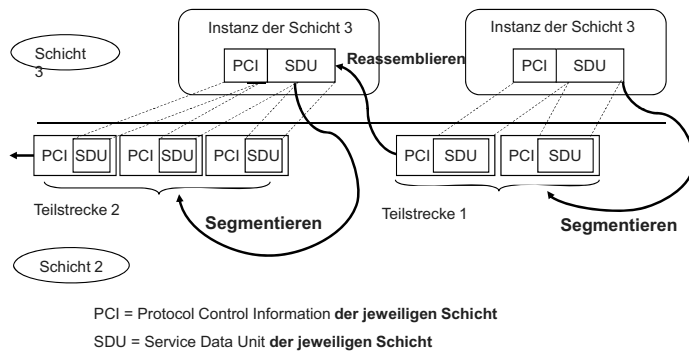 Instanz der Schicht 3
Instanz der Schicht 3
Schicht
3
PCI SDU
Reassemblieren
PCI SDU
PCI SDU PCI SDU PCI SDU
PCI SDU PCI SDU
Teilstrecke 2
Segmentieren
Teilstrecke 1
Segmentieren
Schicht 2
PCI = Protocol Control Information der jeweiligen Schicht
SDU = Service Data Unit der jeweiligen Schicht